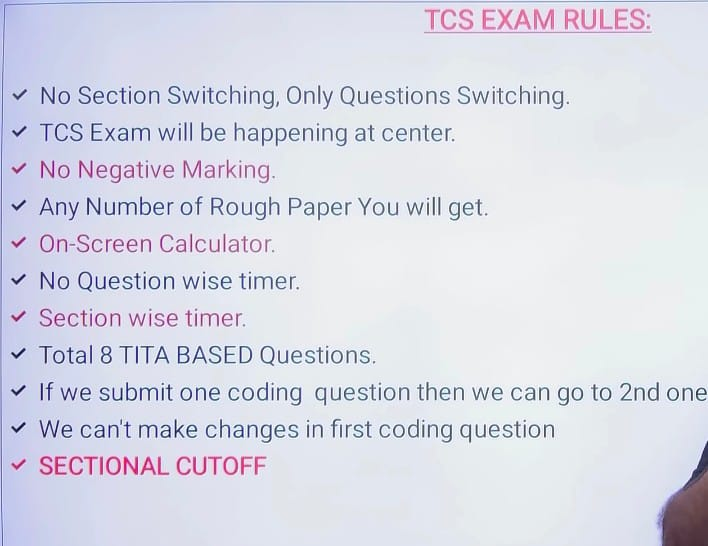 TCS EXAM RULES:
No Section Switching, Only Questions Switching.
TCS Exam will be happening at center.
No Negative Marking.
Any Number of Rough Paper You will get.
On-Screen Calculator.
No Question wise timer.
Section wise timer.
Total 8 TITA BASED Questions.
If we submit one coding question then we can go to 2nd one
We can't make changes in first coding question
SECTIONAL CUTOFF